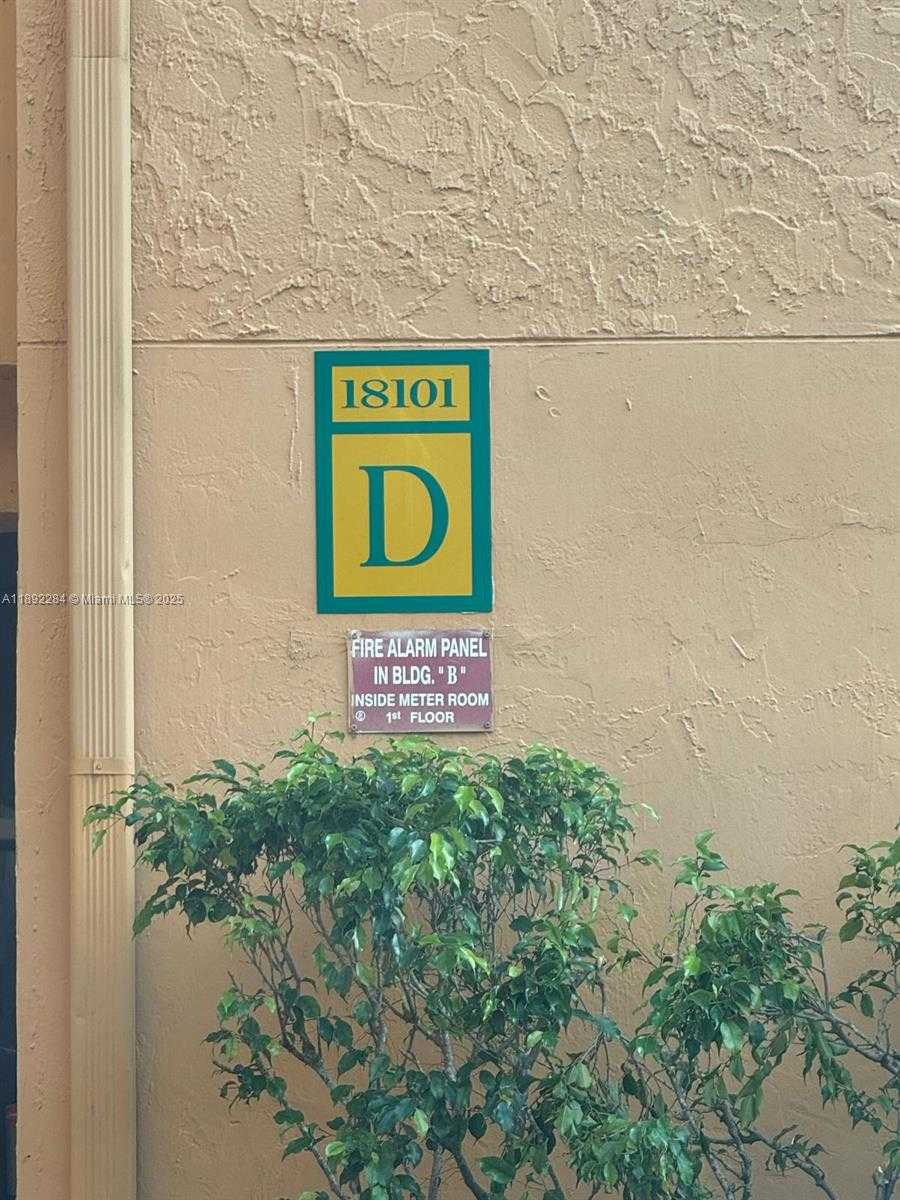 18101
D
A11892284 © Miami MLS® 2025
FIRE ALARM PANEL
IN BLDG. "B"
INSIDE METER ROOM
1st FLOOR